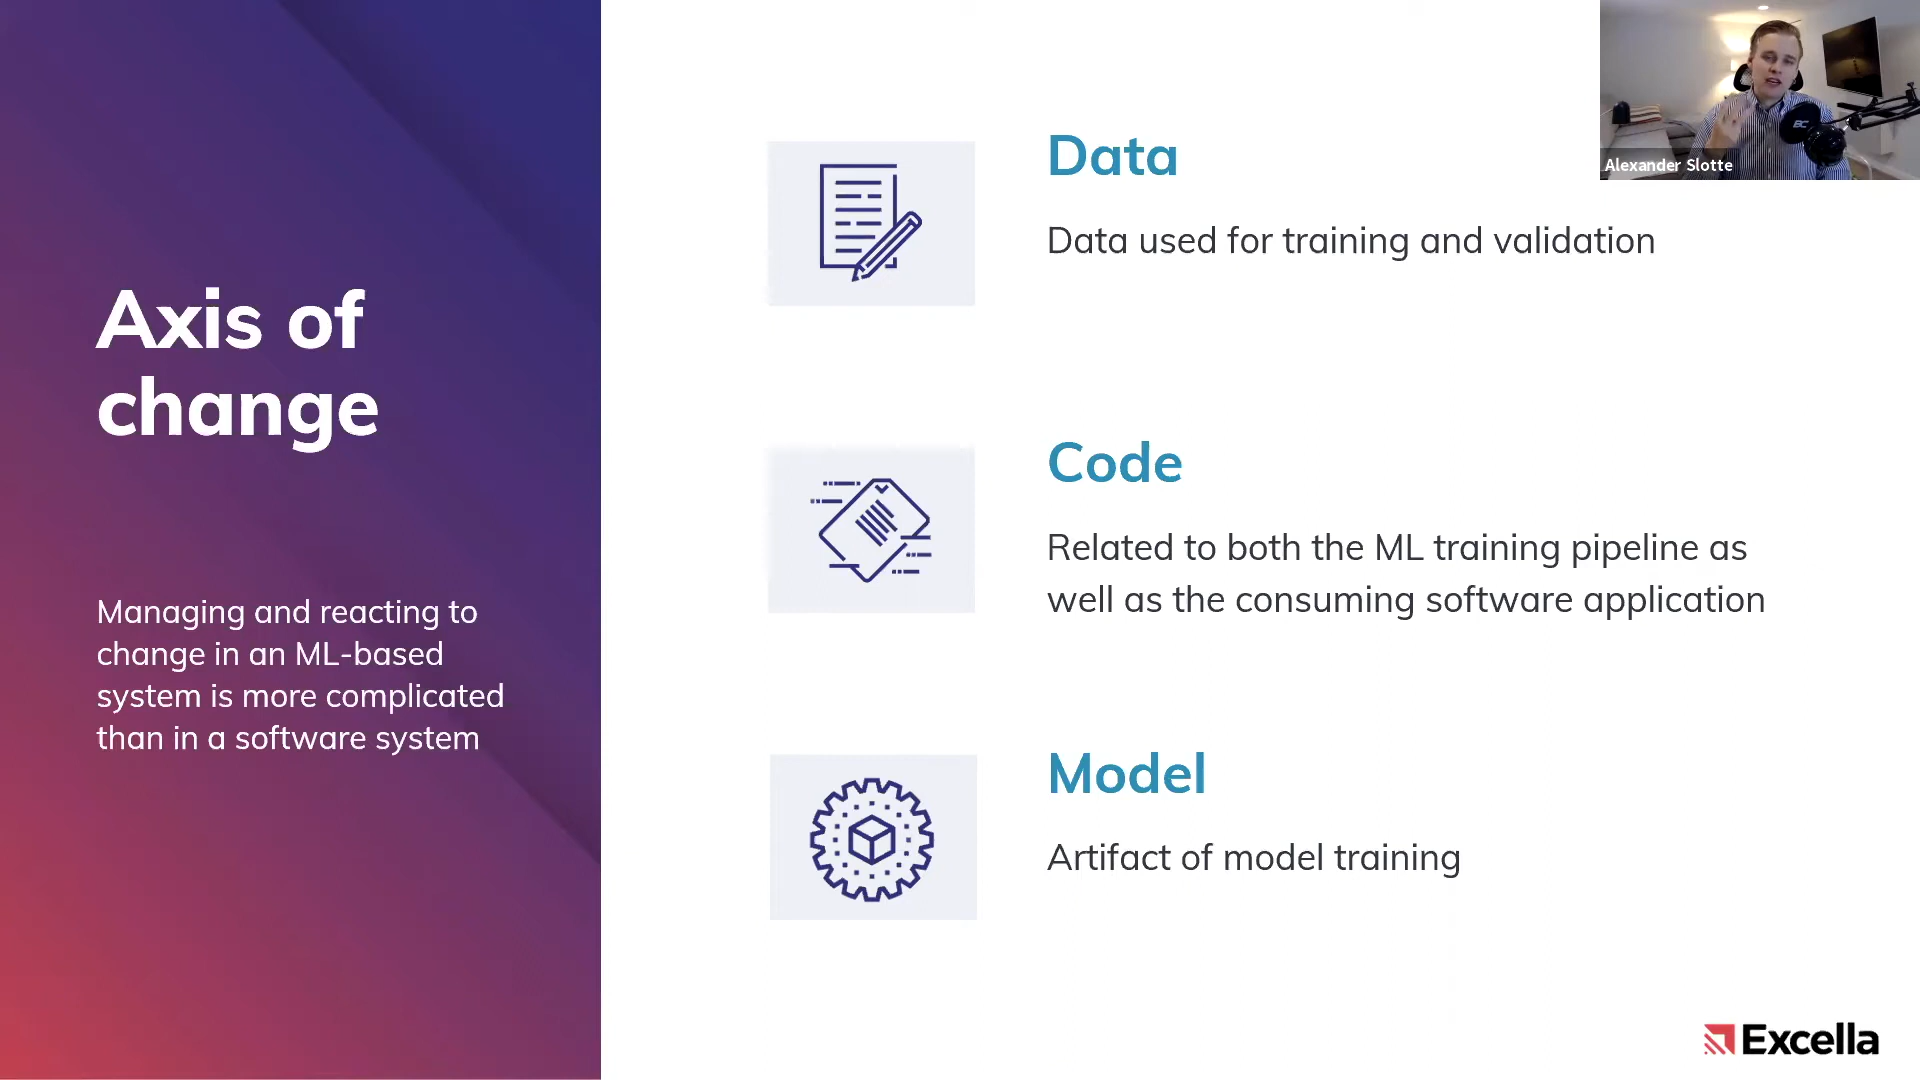 Axis of
change
Managing and reacting to
change in an ML-based
system is more complicated
than in a software system
Data
Data used for training and validation
Code
Related to both the ML training pipeline as
well as the consuming software application
Model
Artifact of model training
BC
Alexander Slotte
Excella